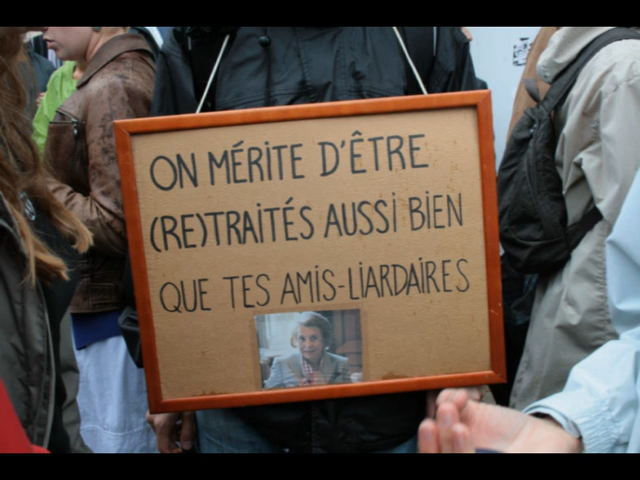 ON MÉRITE D'ÊTRE
(RE)TRAITÉS AUSSI BIEN
QUE TES AMIS-LIARDAIRES